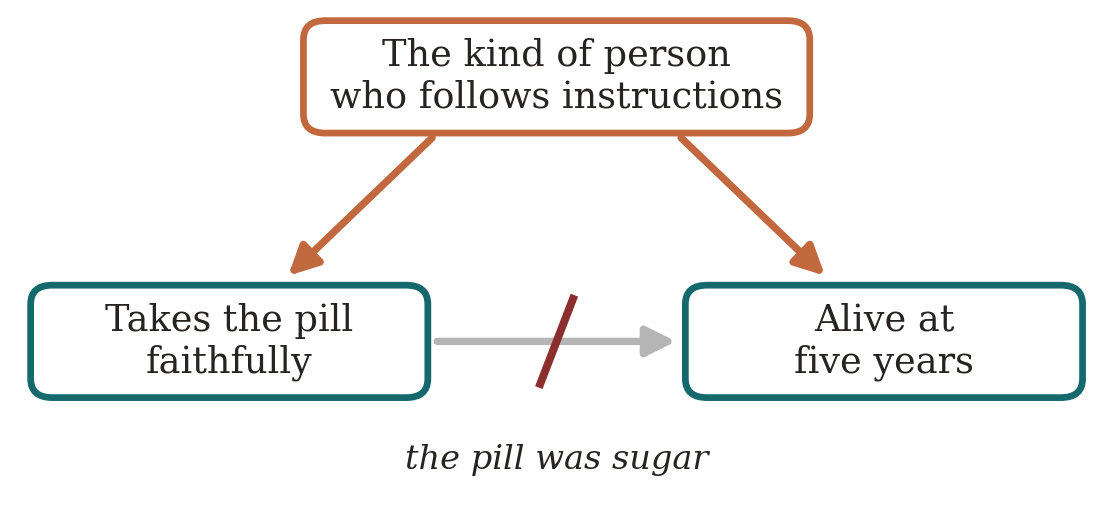 The kind of person
who follows instructions
Takes the pill
faithfully
Alive at
five years
the pill was sugar